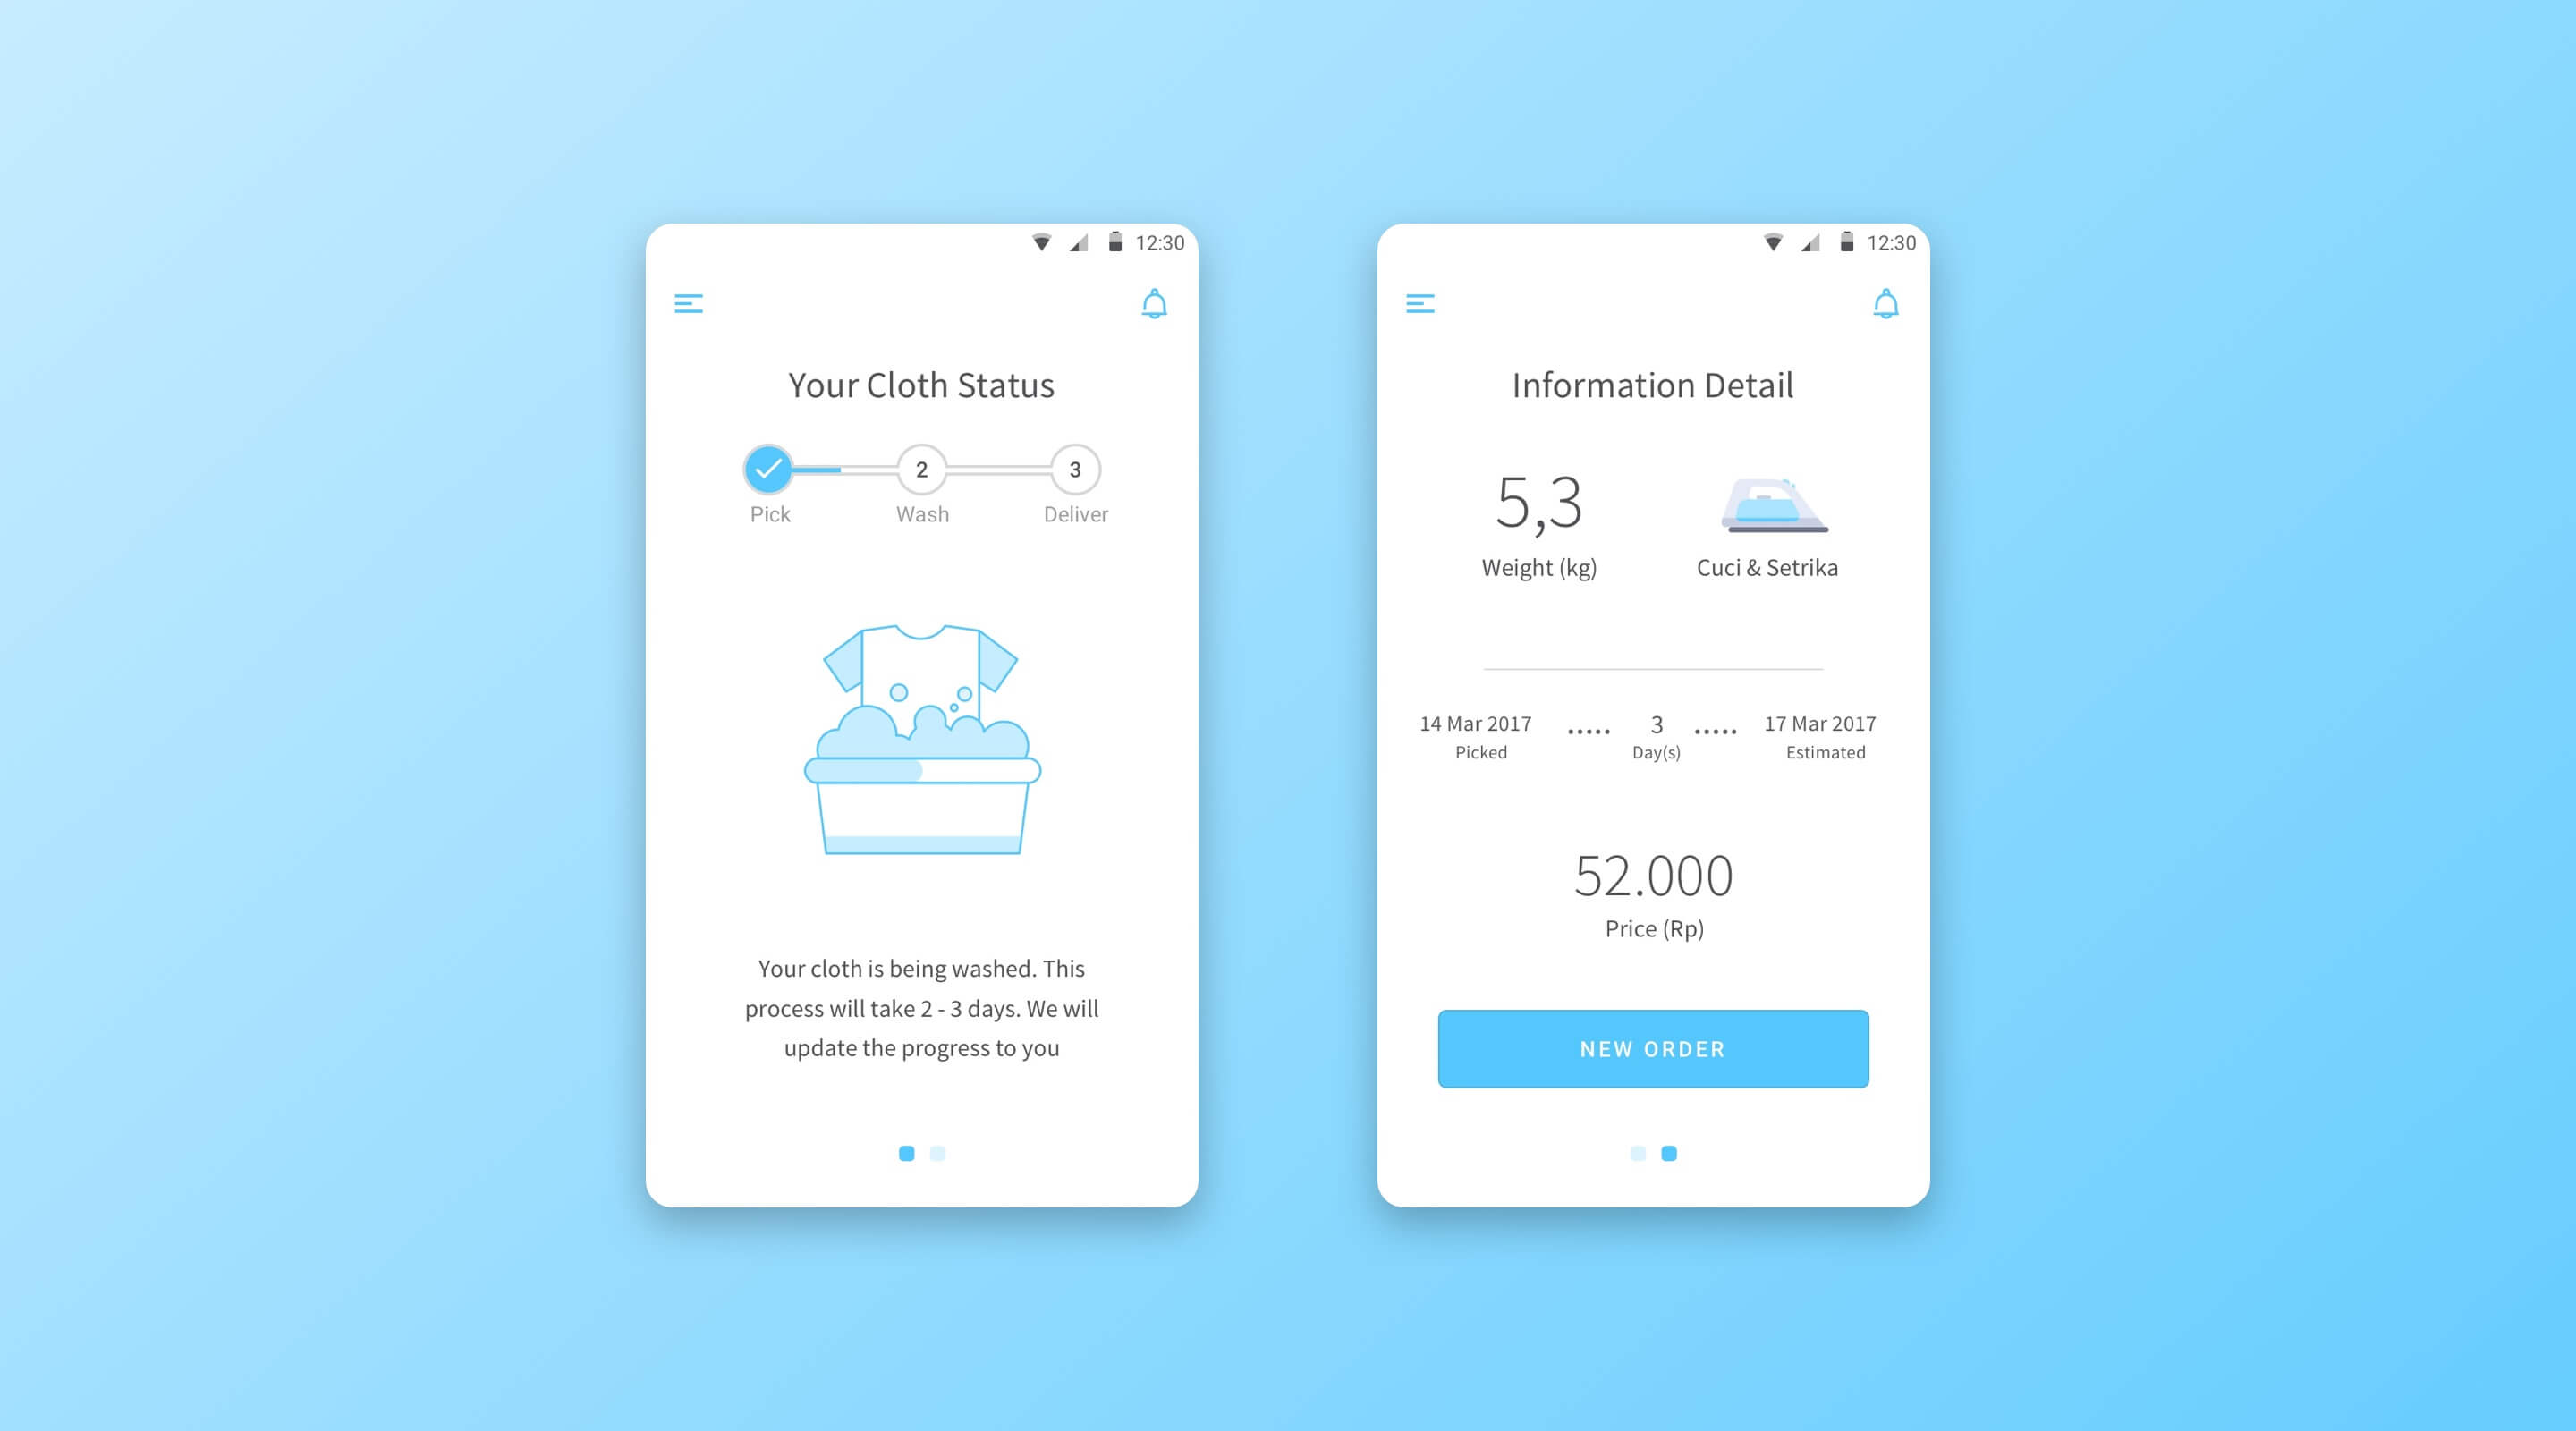 12:30
Your Cloth Status
2
3
Pick
Wash
Deliver
Your cloth is being washed. This
process will take 2 - 3 days. We will
update the progress to you
12:30
Information Detail
5,3
Weight (kg)
Cuci & Setrika
14 Mar 2017 ..... 3 ..... 17 Mar 2017
Picked Day(s) Estimated
52.000
Price (Rp)
NEW ORDER